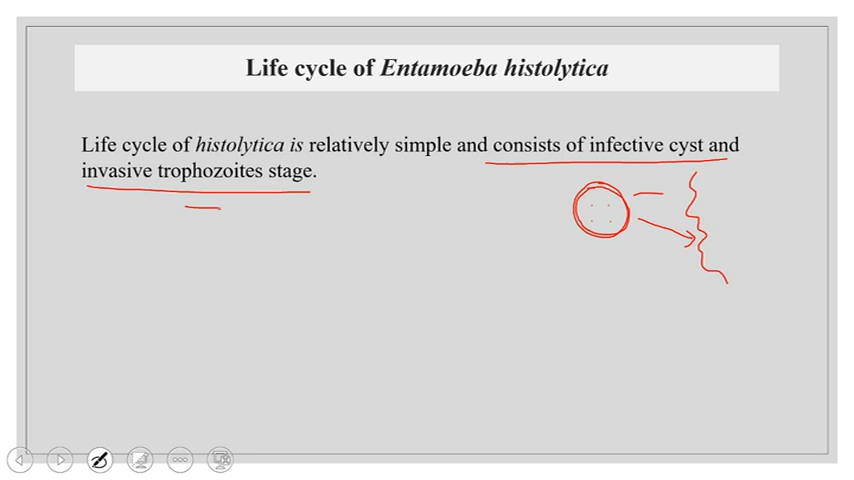 Life cycle of Entamoeba histolytica
Life cycle of histolytica is relatively simple and consists of infective cyst and
invasive trophozoites stage.